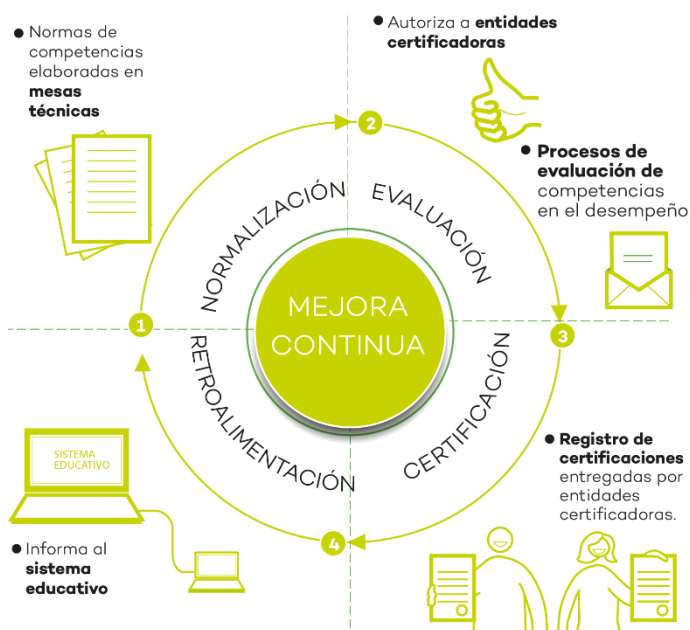 ● Normas de
competencias
elaboradas en
mesas
técnicas
● Autoriza a entidades
certificadoras
● Procesos de
evaluación de
competencias
en el desempeño
NORMALIZACIÓN
EVALUACIÓN
MEJORA
CONTINUA
RETROALIMENTACIÓN
CERTIFICACIÓN
1
2
3
4
SISTEMA
EDUCATIVO
● Informa al
sistema
educativo
● Registro de
certificaciones
entregadas por
entidades
certificadoras.